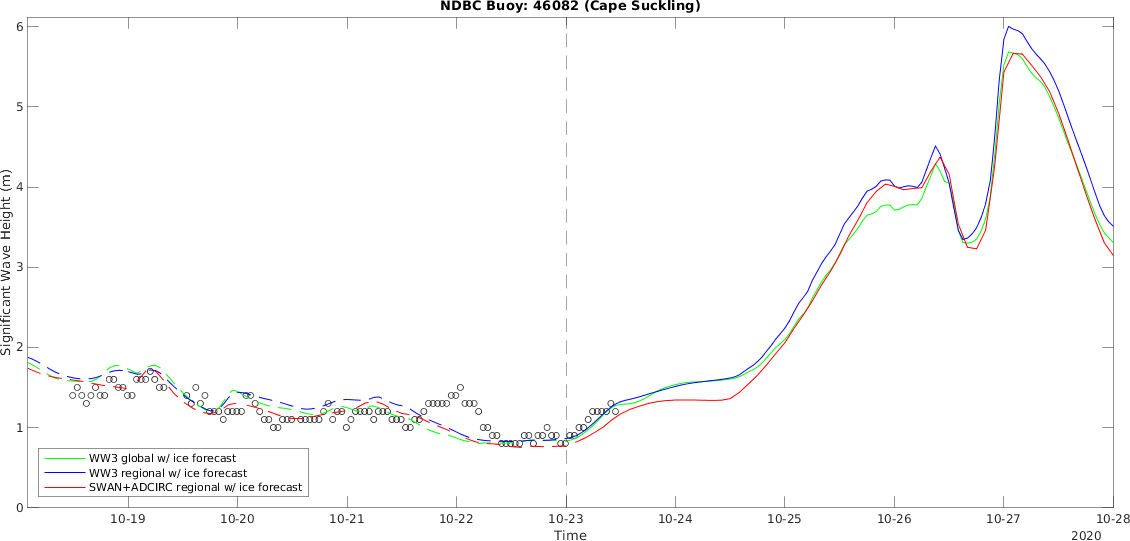 NDBC Buoy: 46082 (Cape Suckling)
6
5
4
3
2
1
0
Significant Wave Height (m)
WW3 global w/ ice forecast
WW3 regional w/ ice forecast
SWAN+ADCIRC regional w/ ice forecast
10-19 10-20 10-21 10-22 10-23 10-24 10-25 10-26 10-27 10-28
Time
2020